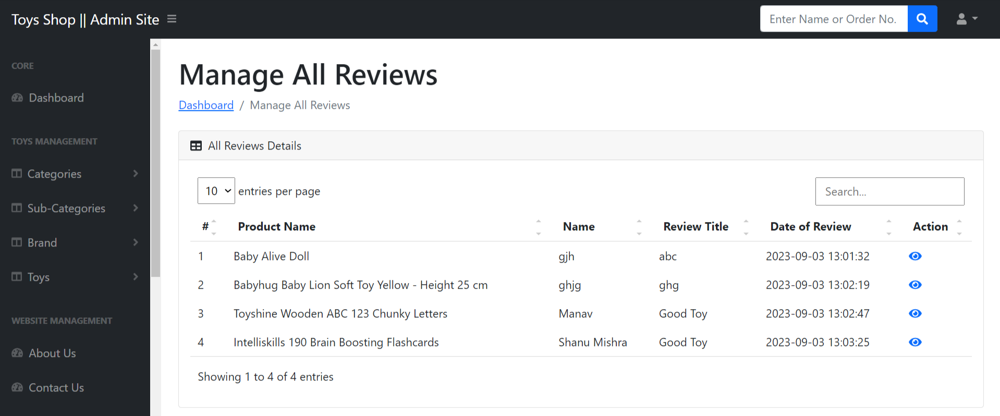 Toys Shop || Admin Site
Enter Name or Order No.
CORE
Dashboard
TOYS MANAGEMENT
Categories
Sub-Categories
Brand
Toys
WEBSITE MANAGEMENT
About Us
Contact Us
Manage All Reviews
Dashboard / Manage All Reviews
All Reviews Details
10 entries per page
Search...
# Product Name Name Review Title Date of Review Action
1 Baby Alive Doll gjh abc 2023-09-03 13:01:32
2 Babyhug Baby Lion Soft Toy Yellow - Height 25 cm ghjg ghg 2023-09-03 13:02:19
3 Toyshine Wooden ABC 123 Chunky Letters Manav Good Toy 2023-09-03 13:02:47
4 Intelliskills 190 Brain Boosting Flashcards Shanu Mishra Good Toy 2023-09-03 13:03:25
Showing 1 to 4 of 4 entries